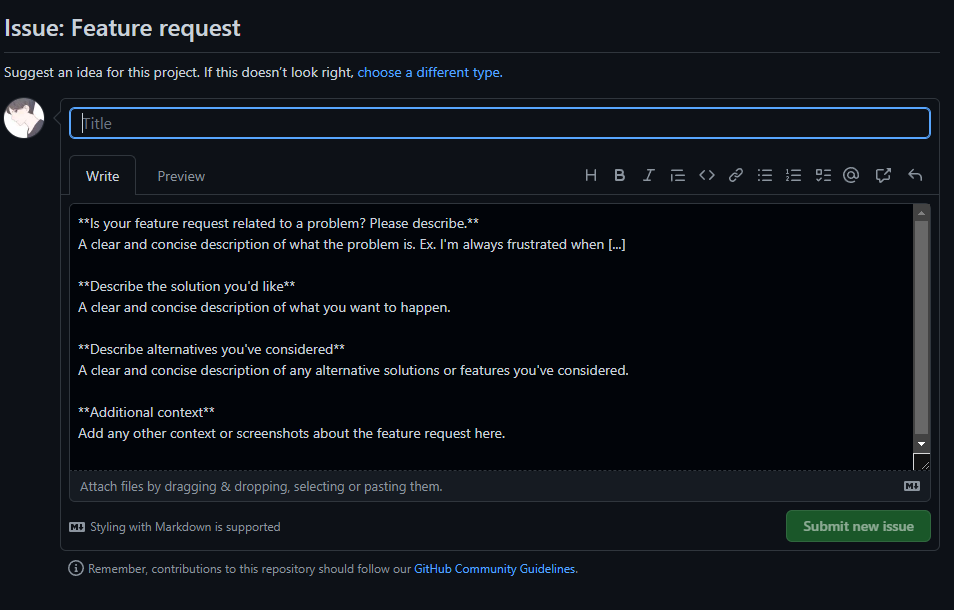 Issue: Feature request
Suggest an idea for this project. If this doesn't look right, choose a different type.
Title
Write Preview
**Is your feature request related to a problem? Please describe.**
A clear and concise description of what the problem is. Ex. I'm always frustrated when [...]
**Describe the solution you'd like**
A clear and concise description of what you want to happen.
**Describe alternatives you've considered**
A clear and concise description of any alternative solutions or features you've considered.
**Additional context**
Add any other context or screenshots about the feature request here.
Attach files by dragging & dropping, selecting or pasting them.
Styling with Markdown is supported
Submit new issue
Remember, contributions to this repository should follow our GitHub Community Guidelines.